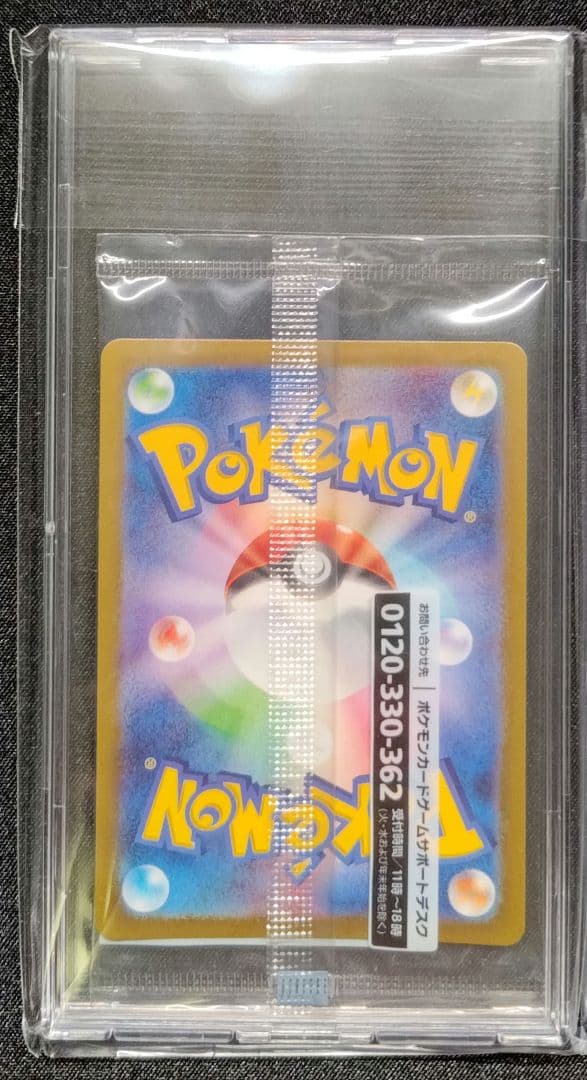 POKéMON
®
お問い合わせ先 | ポケモンカードゲームサポートデスク
0120-330-362 受付時間／11時～18時
(火・水および年末年始を除く)
POKéMON
®